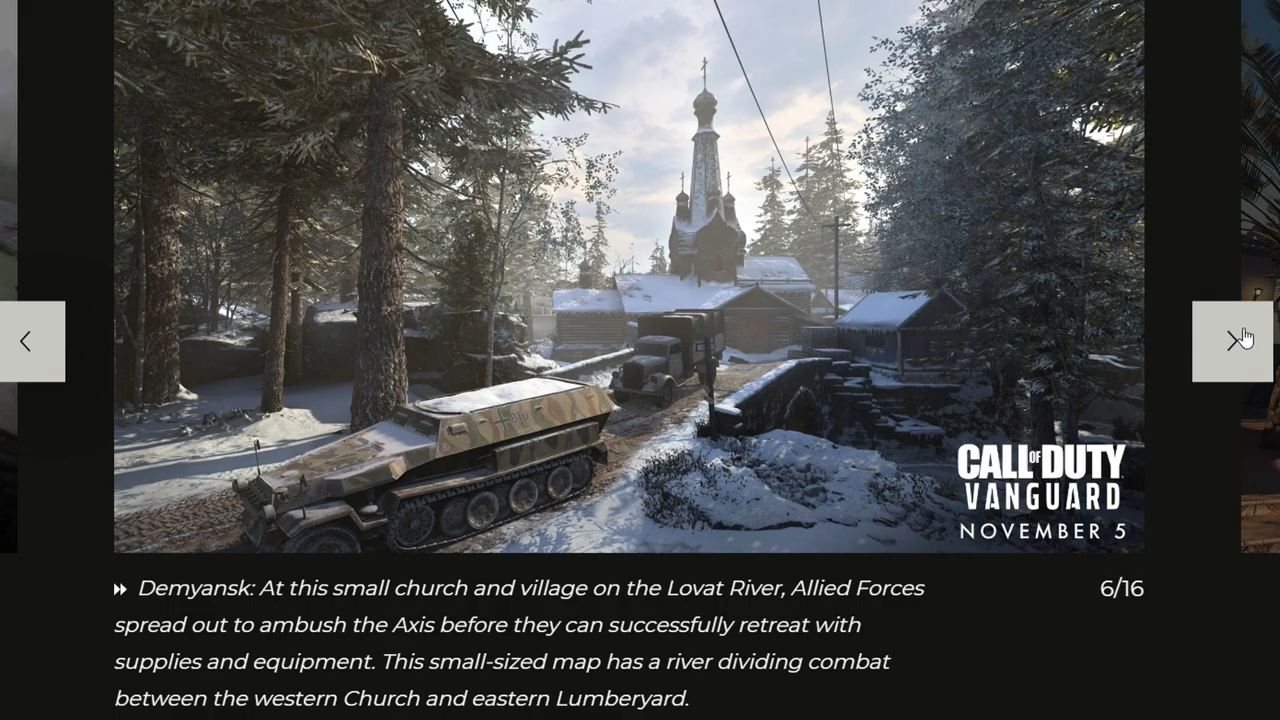 CALL OF DUTY
VANGUARD
NOVEMBER 5
Demyansk: At this small church and village on the Lovat River, Allied Forces
spread out to ambush the Axis before they can successfully retreat with
supplies and equipment. This small-sized map has a river dividing combat
between the western Church and eastern Lumberyard.
6/16